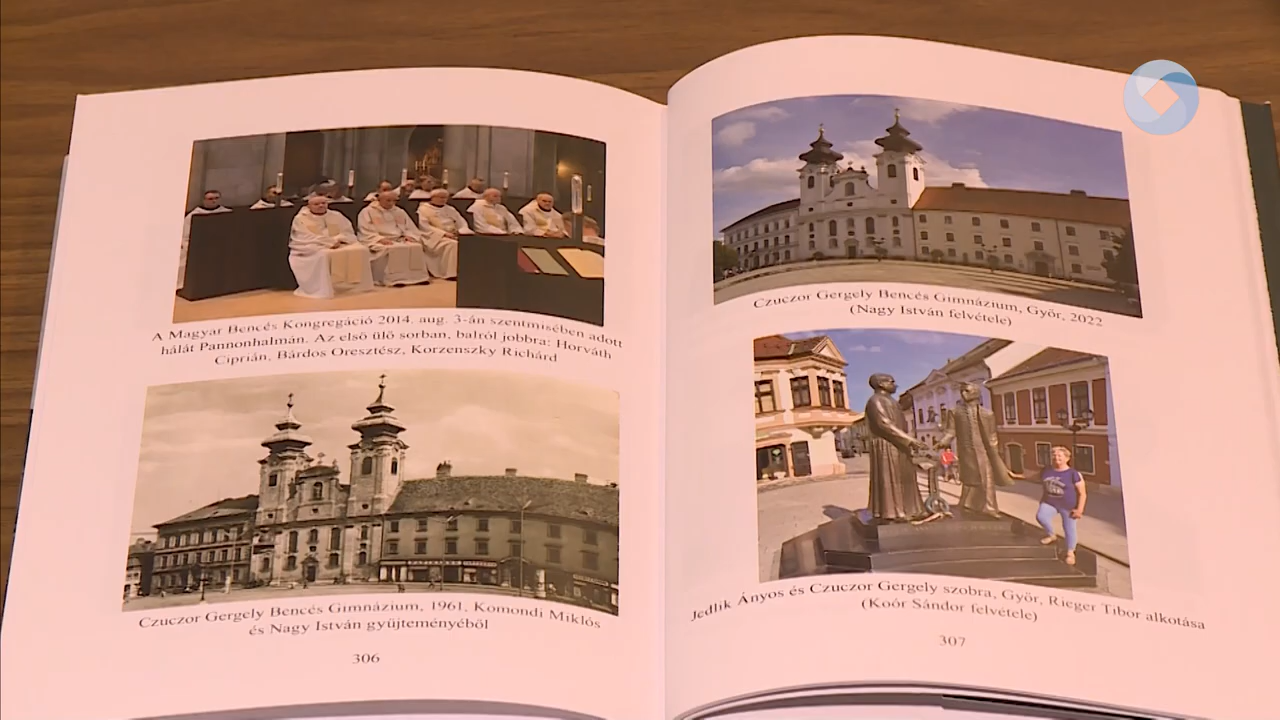 A Magyar Bencés Kongregáció 2014. aug. 3-án szentmisében adott
hálát Pannonhalmán. Az első ülő sorban, balról jobbra: Horváth
Ciprián, Bárdos Oresztész, Korzenszky Richárd
Czuczor Gergely Bencés Gimnázium, 1961, Komondi Miklós
és Nagy István gyűjteményéből
306
Czuczor Gergely Bencés Gimnázium, Győr, 2022
(Nagy István felvétele)
Jedlik Ányos és Czuczor Gergely szobra, Győr, Rieger Tibor alkotása
(Koór Sándor felvétele)
307